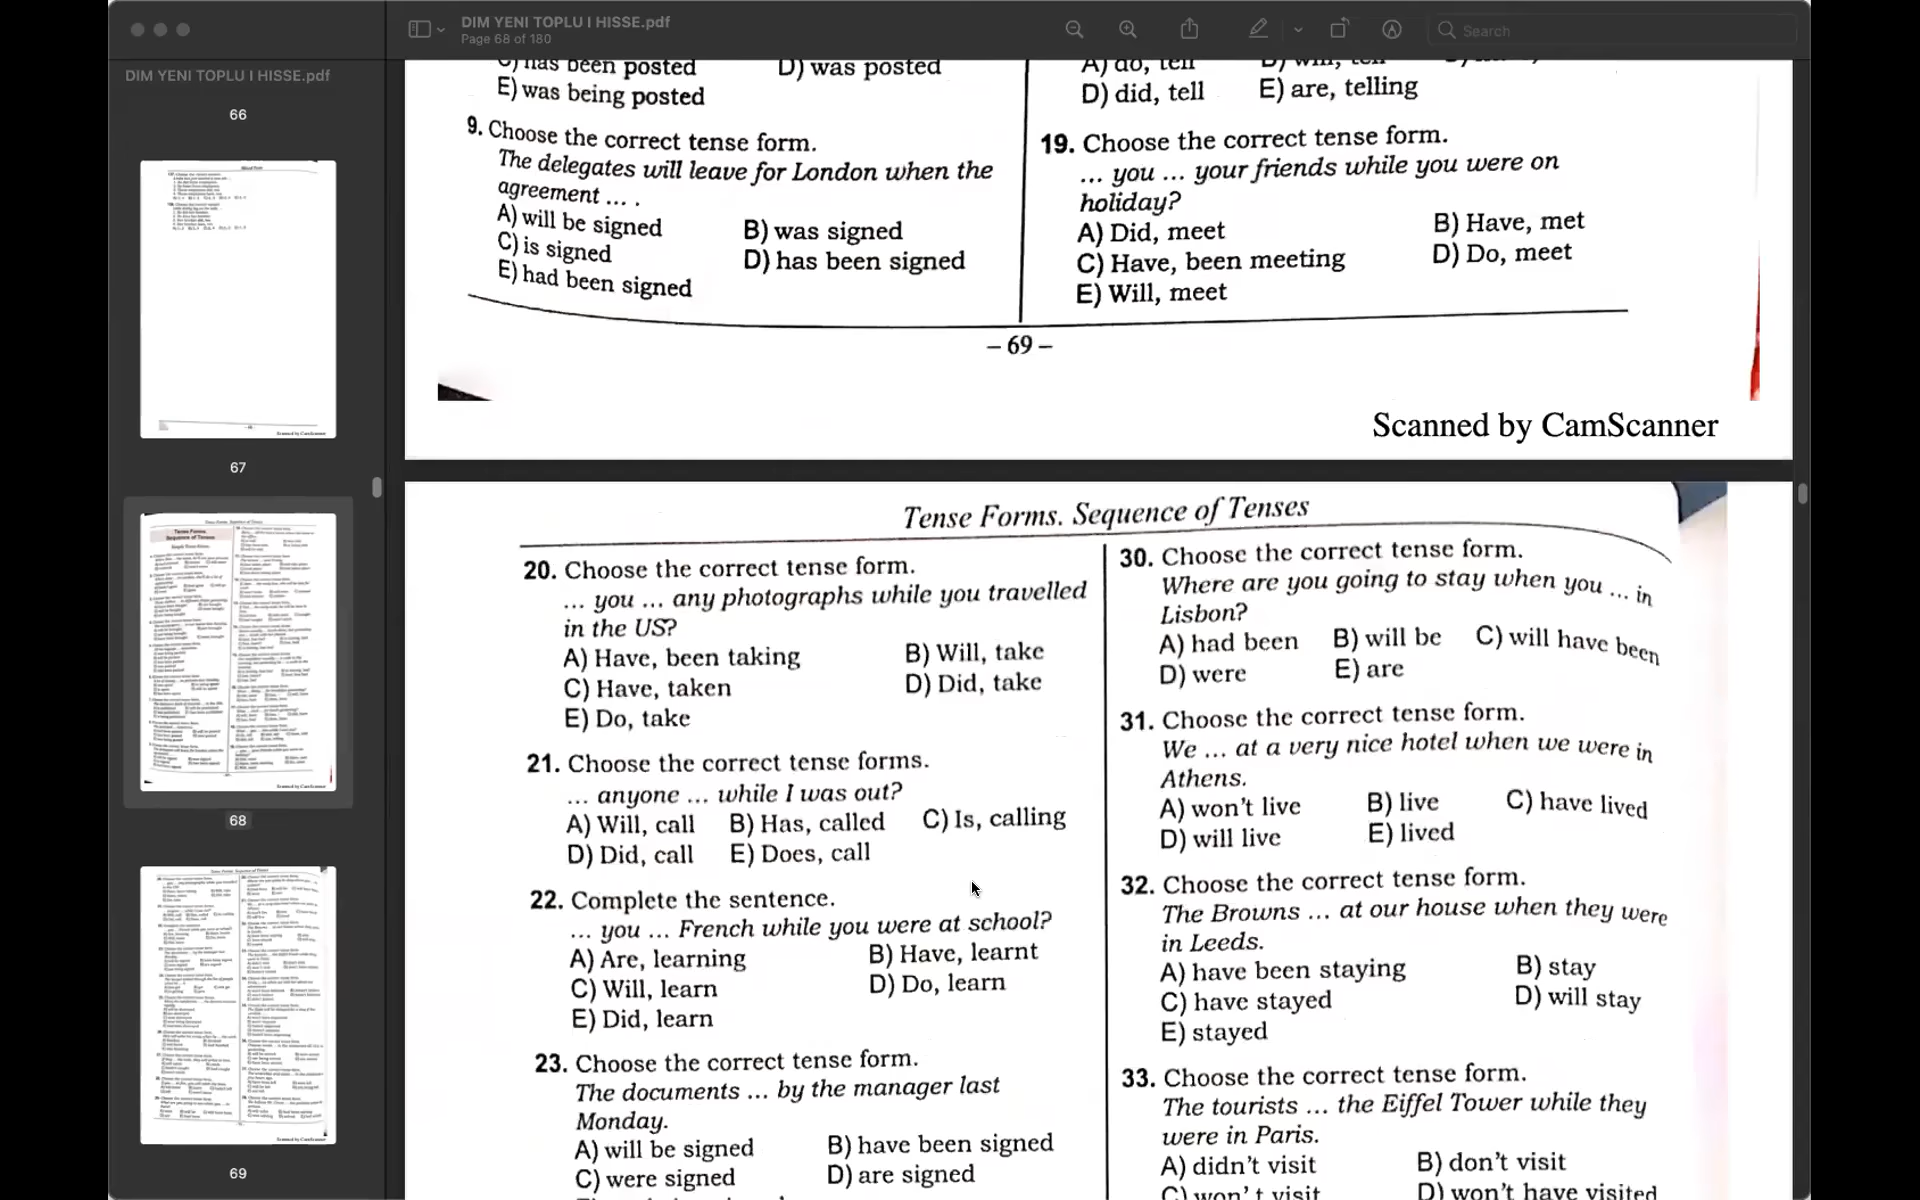 DIM YENI TOPLU I HISSE.pdf
Page 68 of 180
Search
DIM YENI TOPLU I HISSE.pdf
66
67
68
69
C) has been posted D) was posted
E) was being posted
9. Choose the correct tense form.
The delegates will leave for London when the
agreement ... .
A) will be signed B) was signed
C) is signed D) has been signed
E) had been signed
A) do, tell B) will, tell
D) did, tell E) are, telling
19. Choose the correct tense form.
... you ... your friends while you were on
holiday?
A) Did, meet B) Have, met
C) Have, been meeting D) Do, meet
E) Will, meet
– 69 –
Scanned by CamScanner
Tense Forms. Sequence of Tenses
20. Choose the correct tense form.
... you ... any photographs while you travelled
in the US?
A) Have, been taking B) Will, take
C) Have, taken D) Did, take
E) Do, take
21. Choose the correct tense forms.
... anyone ... while I was out?
A) Will, call B) Has, called C) Is, calling
D) Did, call E) Does, call
22. Complete the sentence.
... you ... French while you were at school?
A) Are, learning B) Have, learnt
C) Will, learn D) Do, learn
E) Did, learn
23. Choose the correct tense form.
The documents ... by the manager last
Monday.
A) will be signed B) have been signed
C) were signed D) are signed
30. Choose the correct tense form.
Where are you going to stay when you ... in
Lisbon?
A) had been B) will be C) will have been
D) were E) are
31. Choose the correct tense form.
We ... at a very nice hotel when we were in
Athens.
A) won't live B) live C) have lived
D) will live E) lived
32. Choose the correct tense form.
The Browns ... at our house when they were
in Leeds.
A) have been staying B) stay
C) have stayed D) will stay
E) stayed
33. Choose the correct tense form.
The tourists ... the Eiffel Tower while they
were in Paris.
A) didn't visit B) don't visit
C) won't visit D) won't have visited